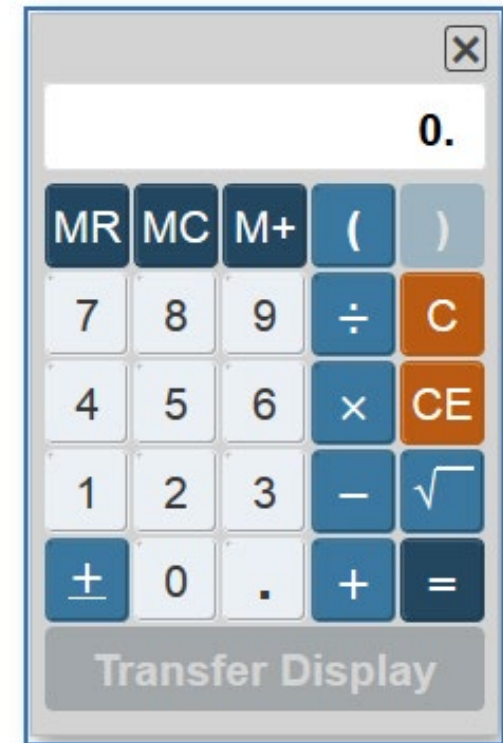 ×
0.
MR MC M+ ( )
7 8 9 ÷ C
4 5 6 × CE
1 2 3 − √
± 0 . + =
Transfer Display